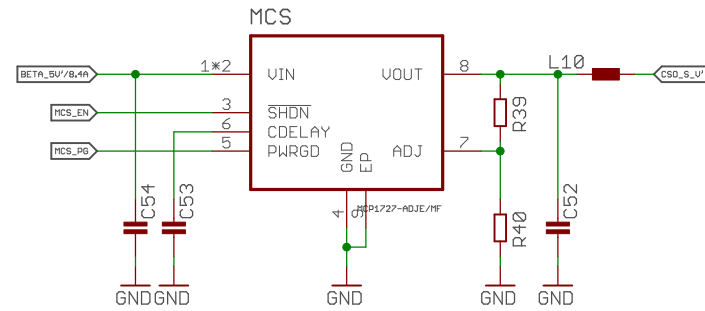 MCS
BETA_5V'/8.4A
1*2
VIN
VOUT
8
L10
CSO_S_V'
MCS_EN
3
SHDN
6
CDELAY
R39
MCS_PG
5
PWRGD
GND
EP
ADJ
7
4
9
MCP1727-ADJE/MF
C54
C53
R40
C52
GND
GND
GND
GND
GND